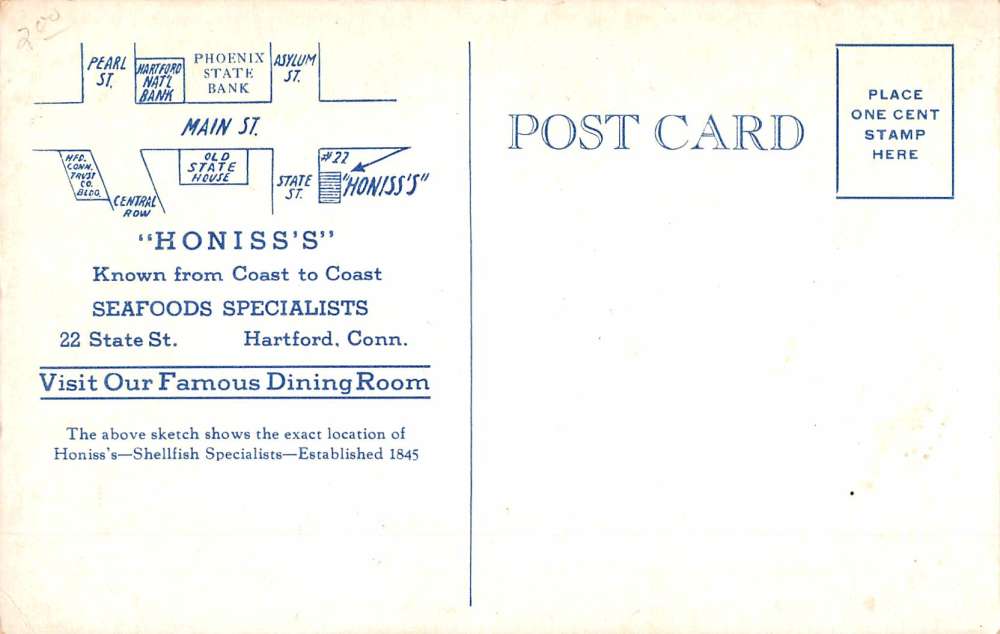 2.00
PEARL
ST.
HARTFORD
NAT'L
BANK
PHOENIX
STATE
BANK
ASYLUM
ST.
MAIN ST.
HFD.
CONN.
TRUST
CO.
BLDG.
CENTRAL
ROW
OLD
STATE
HOUSE
STATE
ST.
#22
"HONISS'S"
"HONISS'S"
Known from Coast to Coast
SEAFOODS SPECIALISTS
22 State St. Hartford, Conn.
Visit Our Famous Dining Room
The above sketch shows the exact location of
Honiss's—Shellfish Specialists—Established 1845
POST CARD
PLACE
ONE CENT
STAMP
HERE